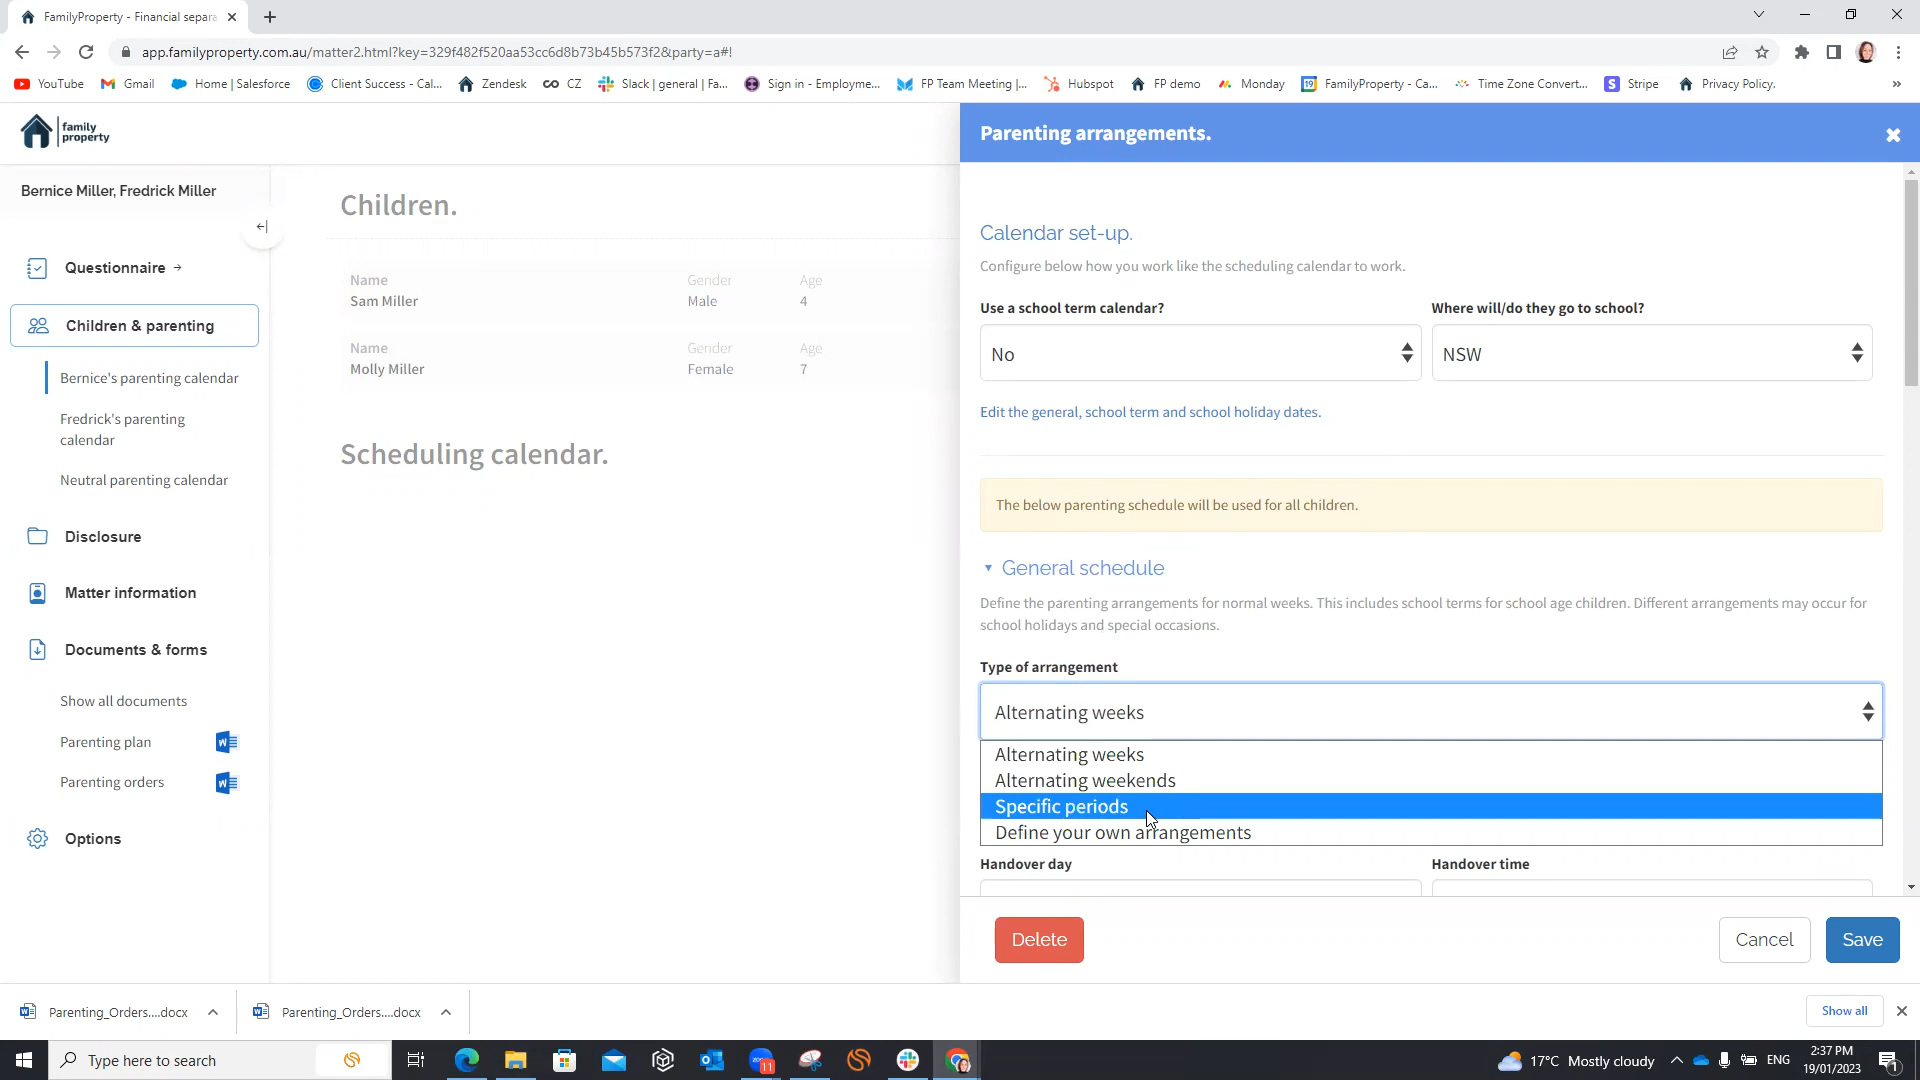 FamilyProperty - Financial separa
app.familyproperty.com.au/matter2.html?key=329f482f520aa53cc6d8b73b45b573f2&party=a#!
YouTube
Gmail
Home | Salesforce
Client Success - Cal...
Zendesk
CZ
Slack | general | Fa...
Sign in - Employme...
FP Team Meeting |...
Hubspot
FP demo
Monday
FamilyProperty - Ca...
Time Zone Convert...
Stripe
Privacy Policy.
»
family
property
Bernice Miller, Fredrick Miller
Questionnaire →
Children & parenting
Bernice's parenting calendar
Fredrick's parenting
calendar
Neutral parenting calendar
Disclosure
Matter information
Documents & forms
Show all documents
Parenting plan
Parenting orders
Options
Children.
Name Gender Age
Sam Miller Male 4
Name Gender Age
Molly Miller Female 7
Scheduling calendar.
Parenting arrangements.
Calendar set-up.
Configure below how you work like the scheduling calendar to work.
Use a school term calendar? Where will/do they go to school?
No NSW
Edit the general, school term and school holiday dates.
The below parenting schedule will be used for all children.
General schedule
Define the parenting arrangements for normal weeks. This includes school terms for school age children. Different arrangements may occur for
school holidays and special occasions.
Type of arrangement
Alternating weeks
Alternating weeks
Alternating weekends
Specific periods
Define your own arrangements
Handover day Handover time
Delete Cancel Save
Parenting_Orders....docx Parenting_Orders....docx Show all
Type here to search
11
17°C Mostly cloudy
ENG
2:37 PM
19/01/2023
1